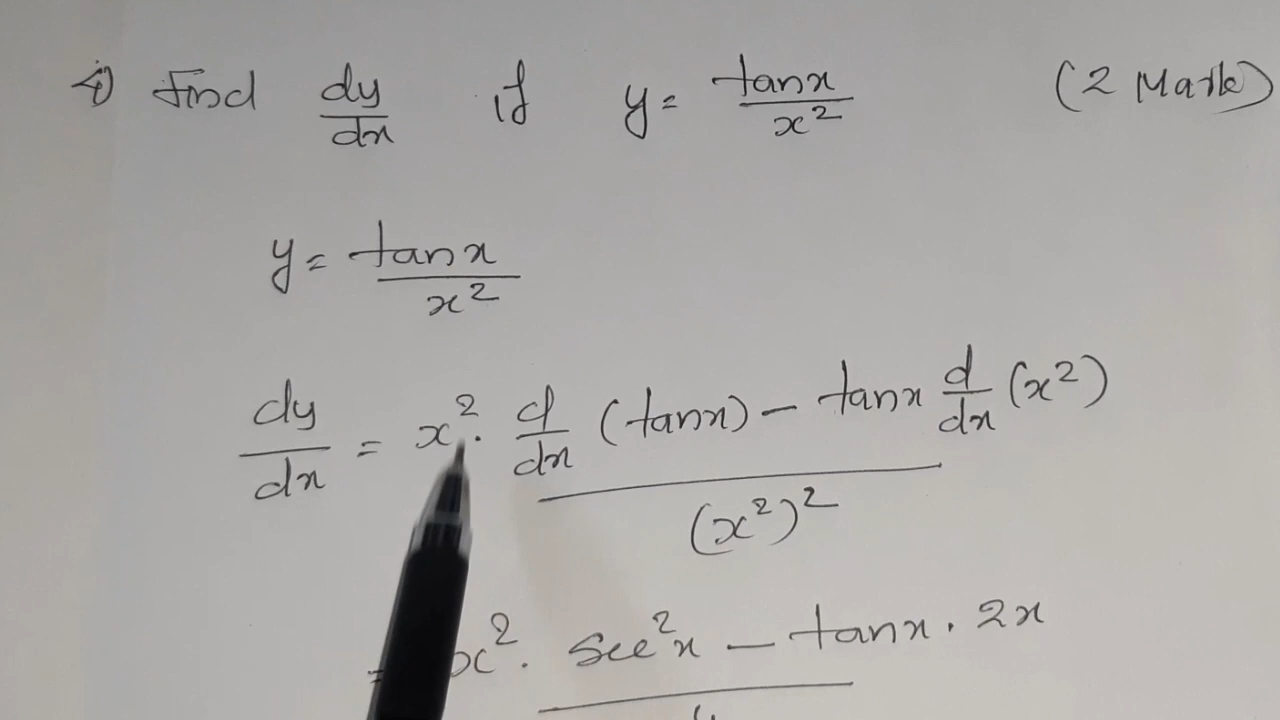 i) Find dy/dx if y = tanx/x² (2 Mark)
y = tanx/x²
dy/dx = x². d/dx (tanx) – tanx d/dx (x²)
(x²)²
= x². Sec²x – tanx . 2x